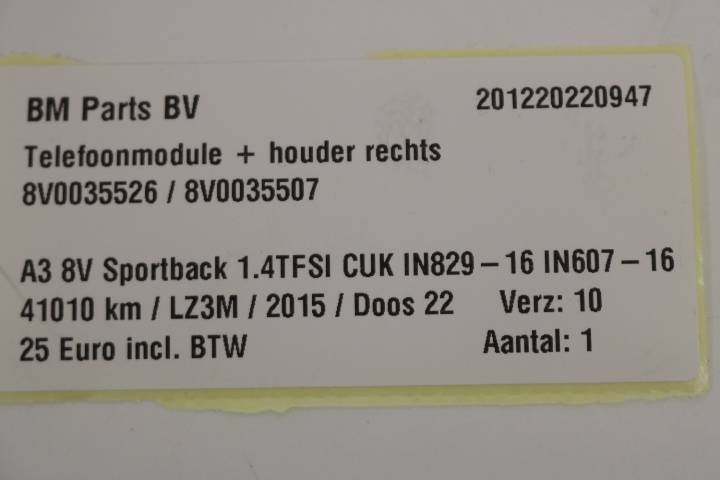 BM Parts BV 201220220947
Telefoonmodule + houder rechts
8V0035526 / 8V0035507
A3 8V Sportback 1.4TFSI CUK IN829 – 16 IN607 – 16
41010 km / LZ3M / 2015 / Doos 22 Verz: 10
25 Euro incl. BTW Aantal: 1